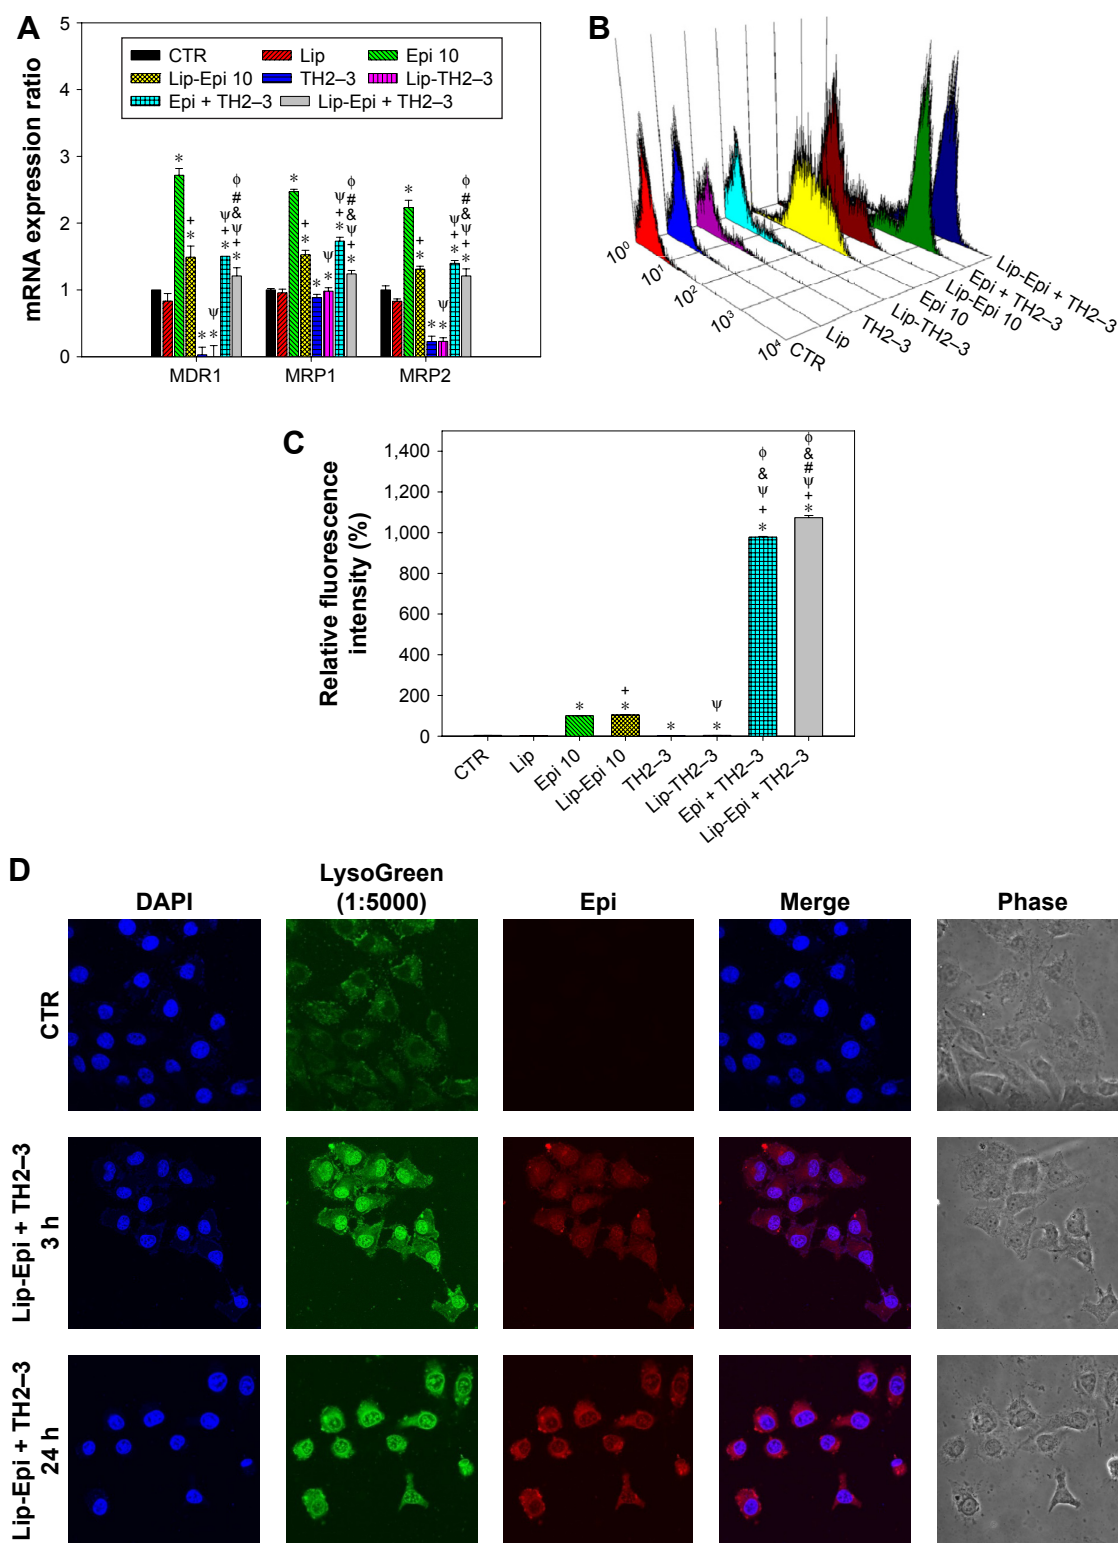 A
mRNA expression ratio
5
4
3
2
1
0
CTR Lip Epi 10
Lip-Epi 10 TH2–3 Lip-TH2–3
Epi + TH2–3 Lip-Epi + TH2–3
*
+
*
*
ψ
*
ψ
+
*
ϕ
#
&
ψ
+
*
*
+
*
*
ψ
*
ψ
+
*
ϕ
#
&
ψ
+
*
*
+
*
*
*
ψ
+
*
ϕ
#
&
ψ
+
*
MDR1 MRP1 MRP2
B
10⁰
10¹
10²
10³
10⁴
CTR
Lip
TH2–3
Lip-TH2–3
Epi 10
Lip-Epi 10
Epi + TH2–3
Lip-Epi + TH2–3
C
Relative fluorescence
intensity (%)
1,400
1,200
1,000
800
600
400
200
0
*
+
*
*
ψ
*
ϕ
&
ψ
+
*
ϕ
&
#
ψ
+
*
CTR
Lip
Epi 10
Lip-Epi 10
TH2–3
Lip-TH2–3
Epi + TH2–3
Lip-Epi + TH2–3
D
DAPI LysoGreen (1:5000) Epi Merge Phase
CTR
Lip-Epi + TH2–3
3 h
Lip-Epi + TH2–3
24 h